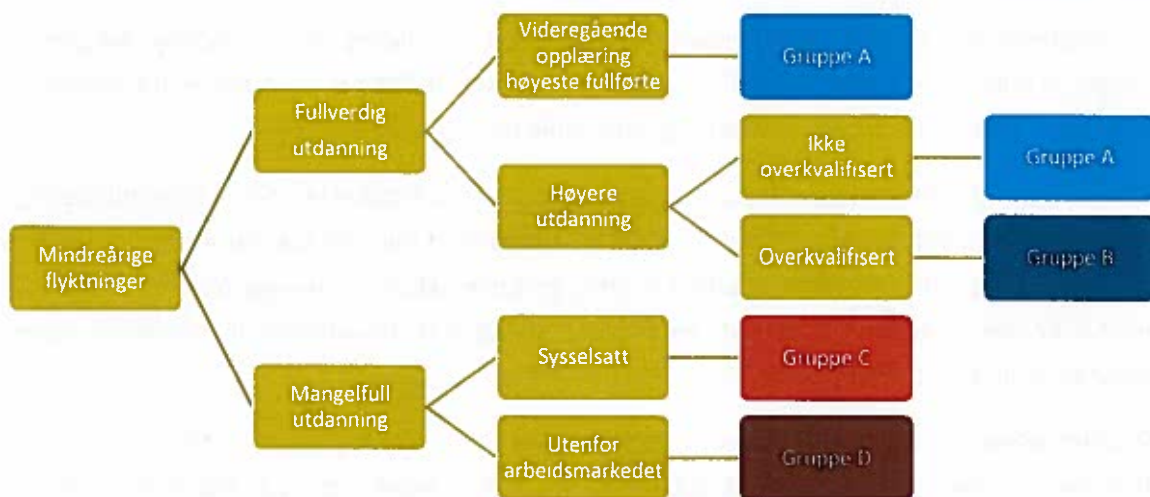 Mindreårige
flyktninger
Fullverdig
utdanning
Videregående
opplæring
høyeste fullførte
Gruppe A
Høyere
utdanning
Ikke
overkvalifisert
Gruppe A
Overkvalifisert
Gruppe B
Mangelfull
utdanning
Sysselsatt
Gruppe C
Utenfor
arbeidsmarkedet
Gruppe D